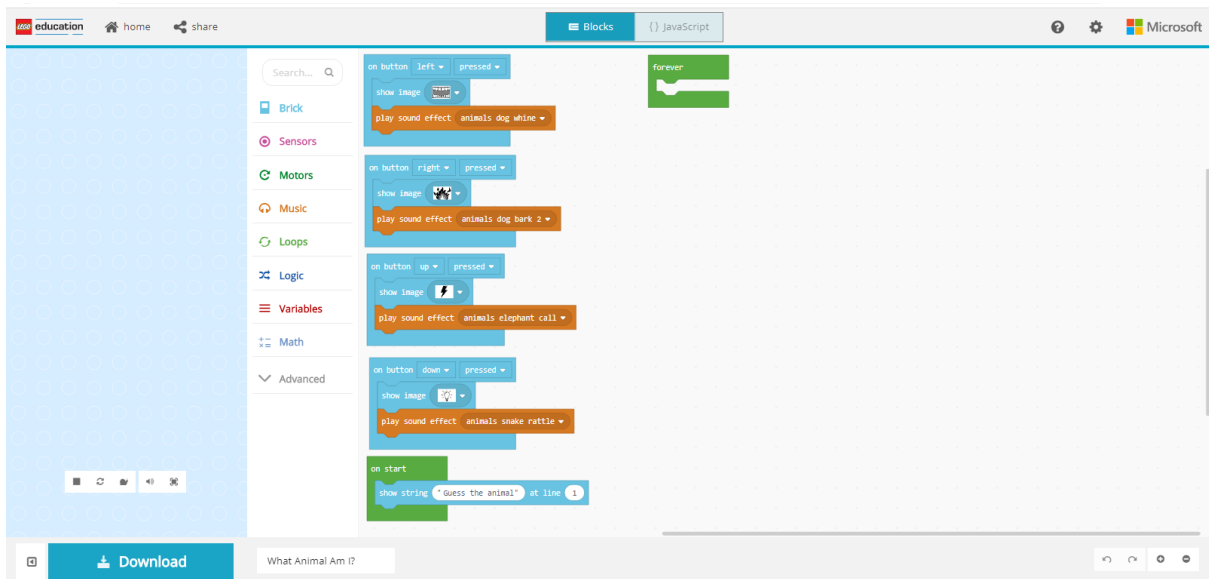 LEGO education home share Blocks {} JavaScript Microsoft
Search...
Brick
Sensors
Motors
Music
Loops
Logic
Variables
Math
Advanced
on button left pressed
show image
play sound effect animals dog whine
on button right pressed
show image
play sound effect animals dog bark 2
on button up pressed
show image
play sound effect animals elephant call
on button down pressed
show image
play sound effect animals snake rattle
on start
show string "Guess the animal" at line 1
forever
Download What Animal Am I?